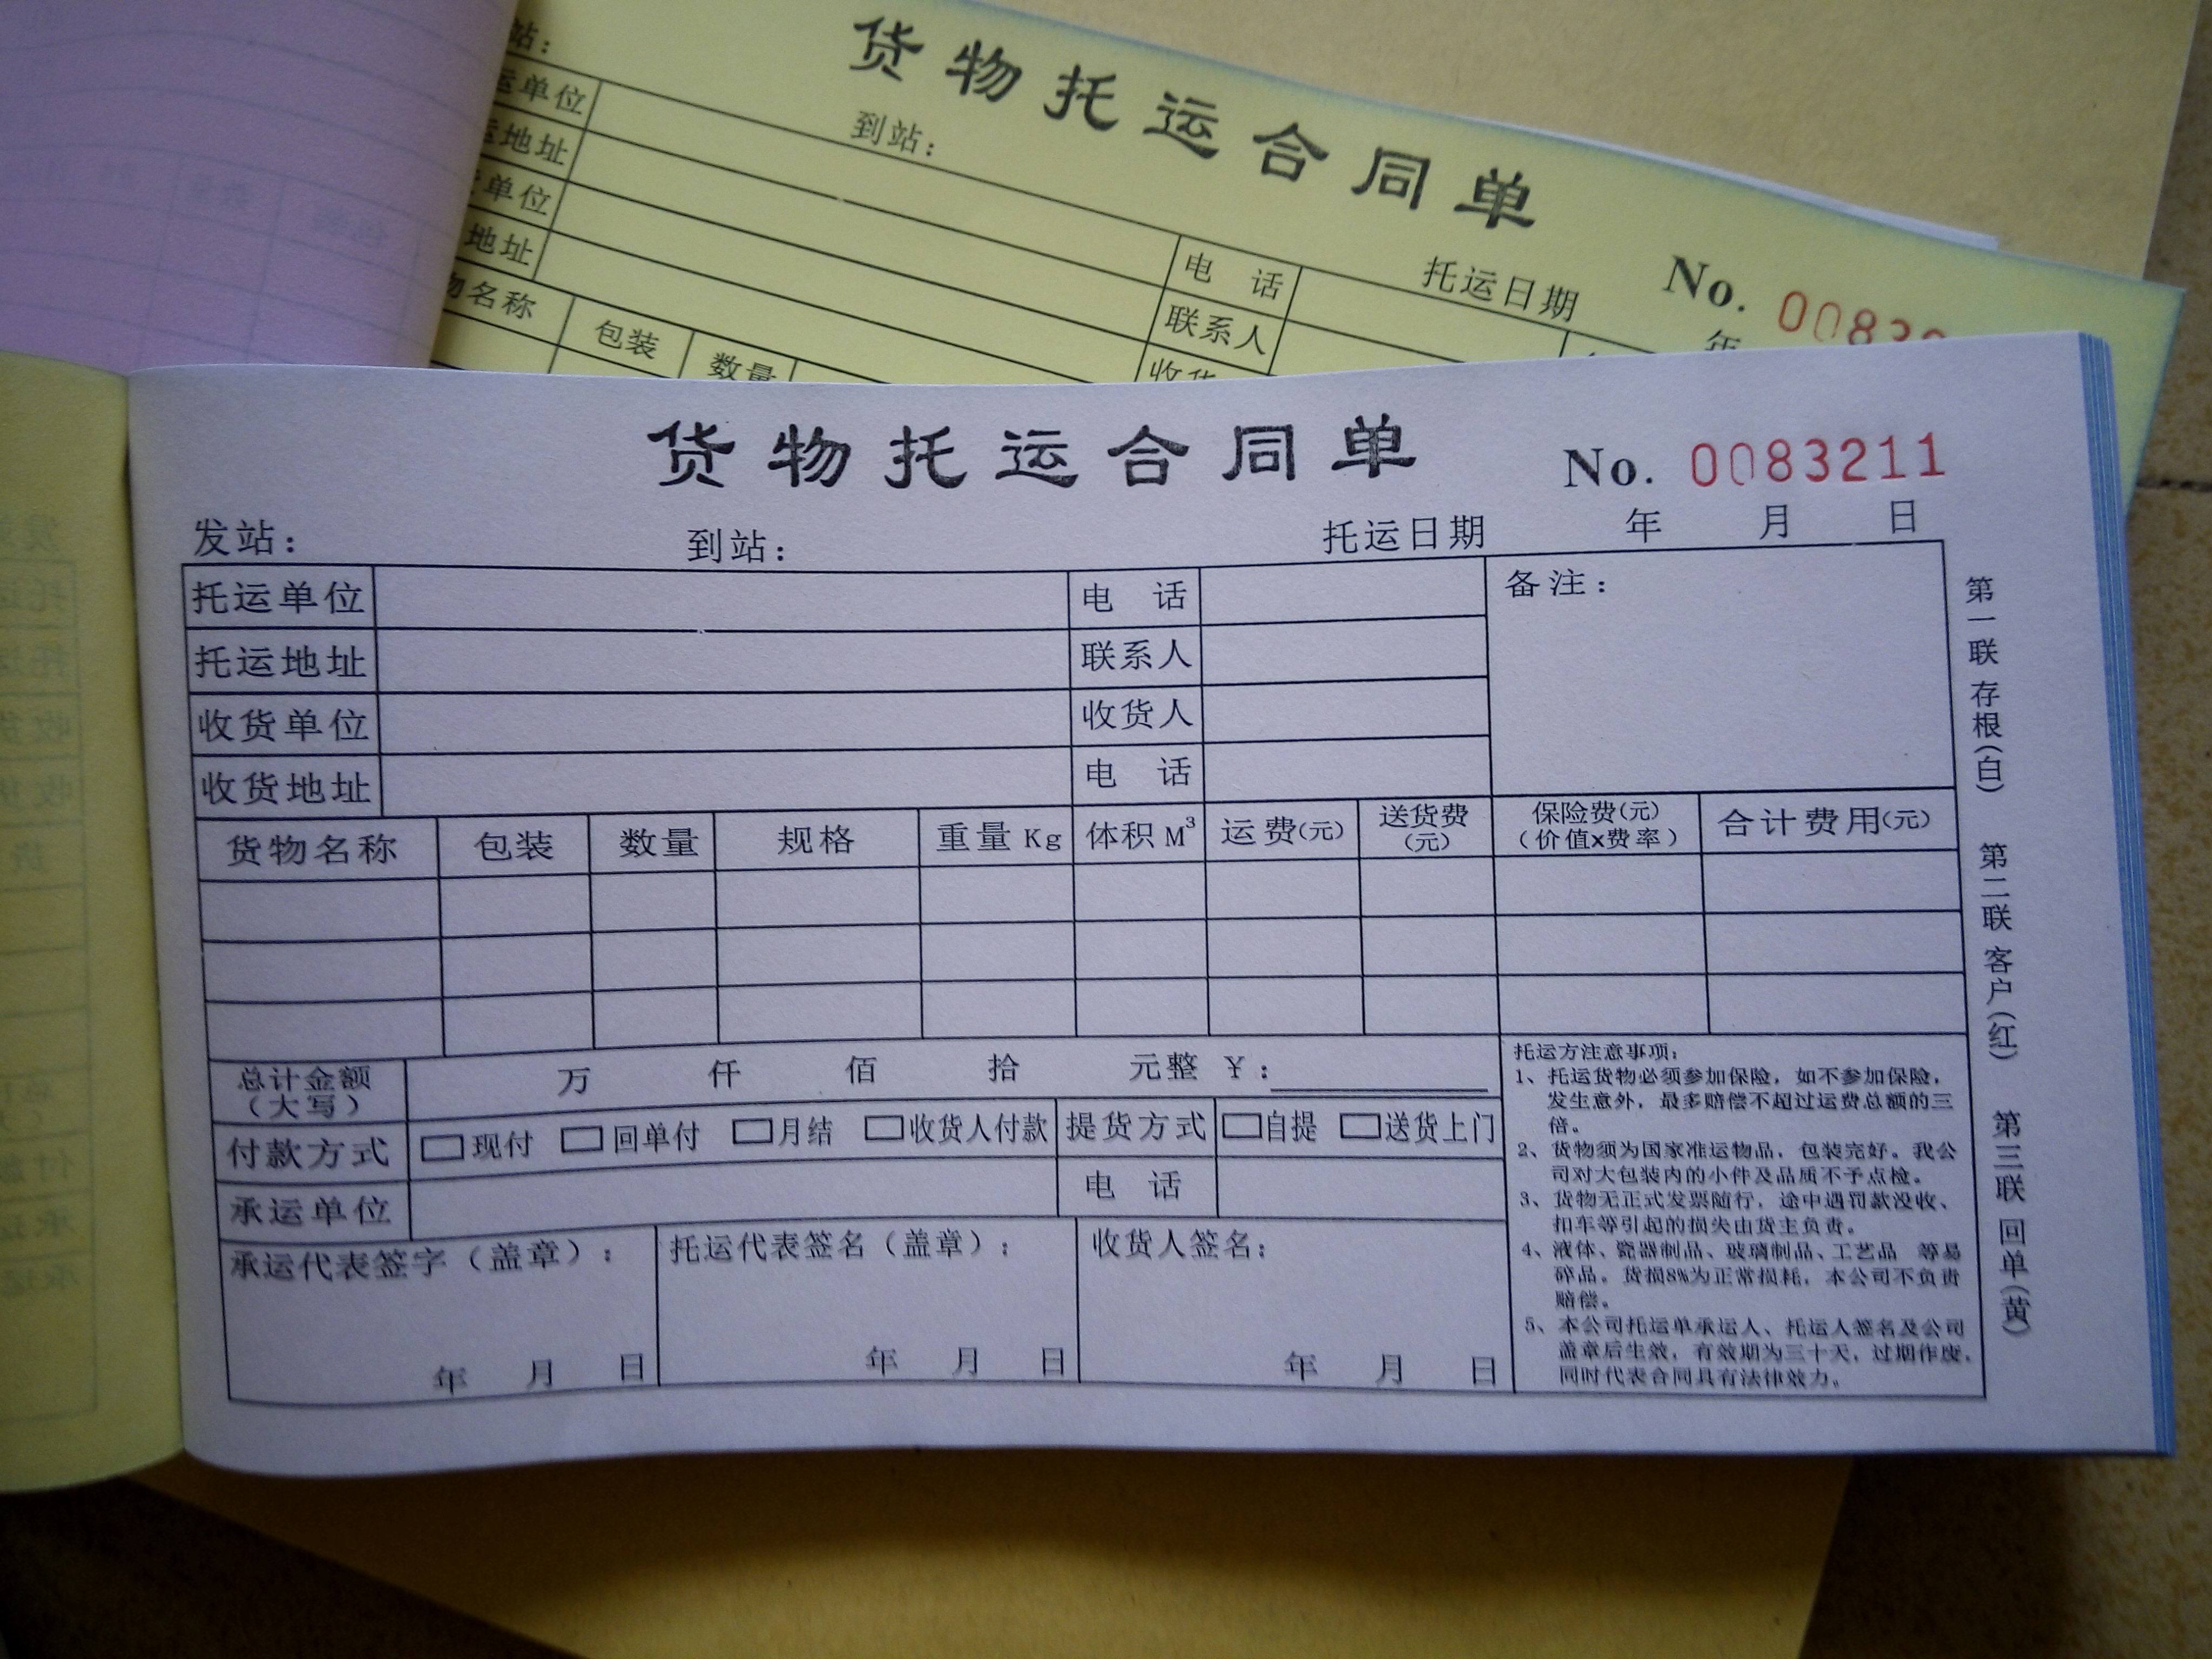 站：
货物托运合同单
到站：
托运日期
No. 0083
年
运单位
电 话
地址
联系人
单位
地址
物名称
包装
数量
货物托运合同单
No. 0083211
发站：
到站：
托运日期 年 月 日
托运单位
电 话
备注：
托运地址
联系人
收货单位
收货人
收货地址
电 话
货物名称 包装 数量 规格 重量 Kg 体积 M³ 运费(元) 送货费(元) 保险费(元)(价值x费率) 合计费用(元)
总计金额
（大写）
万 仟 佰 拾 元整 ￥：
付款方式 现付 回单付 月结 收货人付款 提货方式 自提 送货上门
承运单位
电 话
承运代表签字（盖章）：
年 月 日
托运代表签名（盖章）：
年 月 日
收货人签名：
年 月 日
托运方注意事项：
1、托运货物必须参加保险，如不参加保险，
发生意外，最多赔偿不超过运费总额的三
倍。
2、货物须为国家准运物品，包装完好。我公
司对大包装内的小件及品质不予点检。
3、货物无正式发票随行，途中遇罚款没收、
扣车等引起的损失由货主负责。
4、液体、瓷器制品、玻璃制品、工艺品 等易
碎品。货损8%为正常损耗，本公司不负责
赔偿。
5、本公司托运单承运人、托运人签名及公司
盖章后生效，有效期为三十天，过期作废，
同时代表合同具有法律效力。
第一联 存根(白)
第二联 客户(红)
第三联 回单(黄)